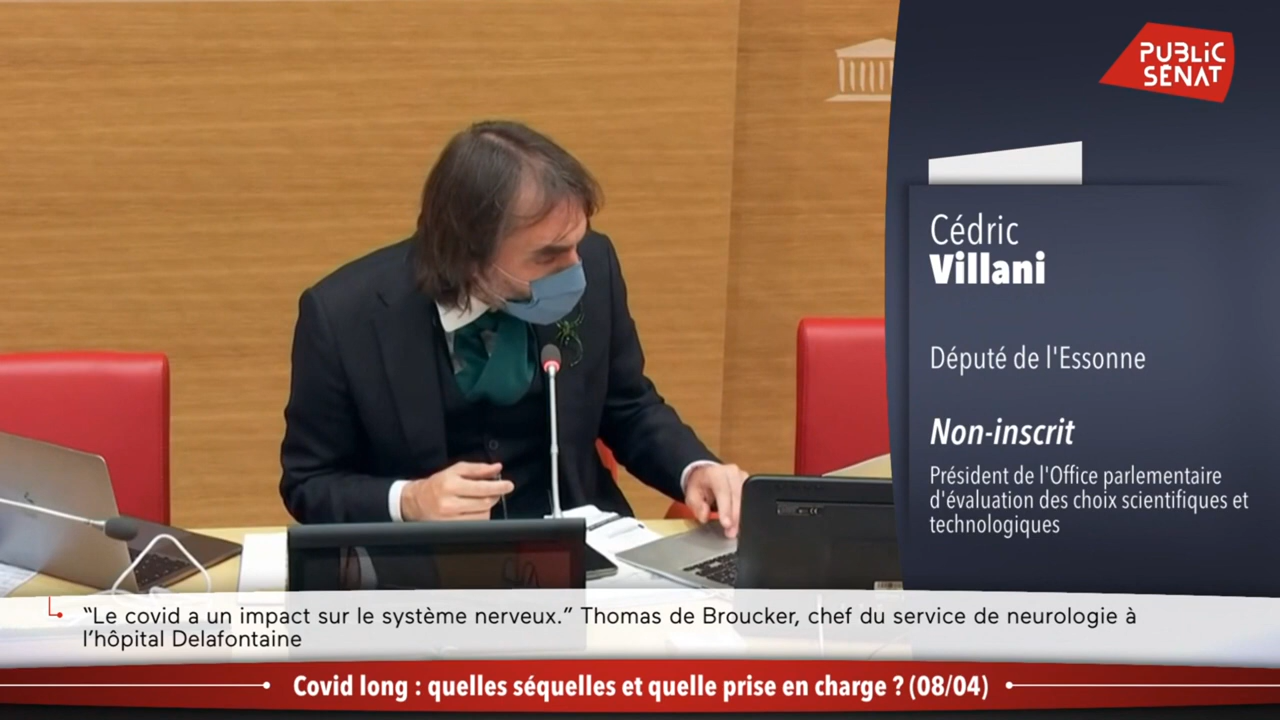 PUBLIC
SÉNAT
Cédric
Villani
Député de l'Essonne
Non-inscrit
Président de l'Office parlementaire
d'évaluation des choix scientifiques et
technologiques
“Le covid a un impact sur le système nerveux.” Thomas de Broucker, chef du service de neurologie à
l’hôpital Delafontaine
Covid long : quelles séquelles et quelle prise en charge ? (08/04)